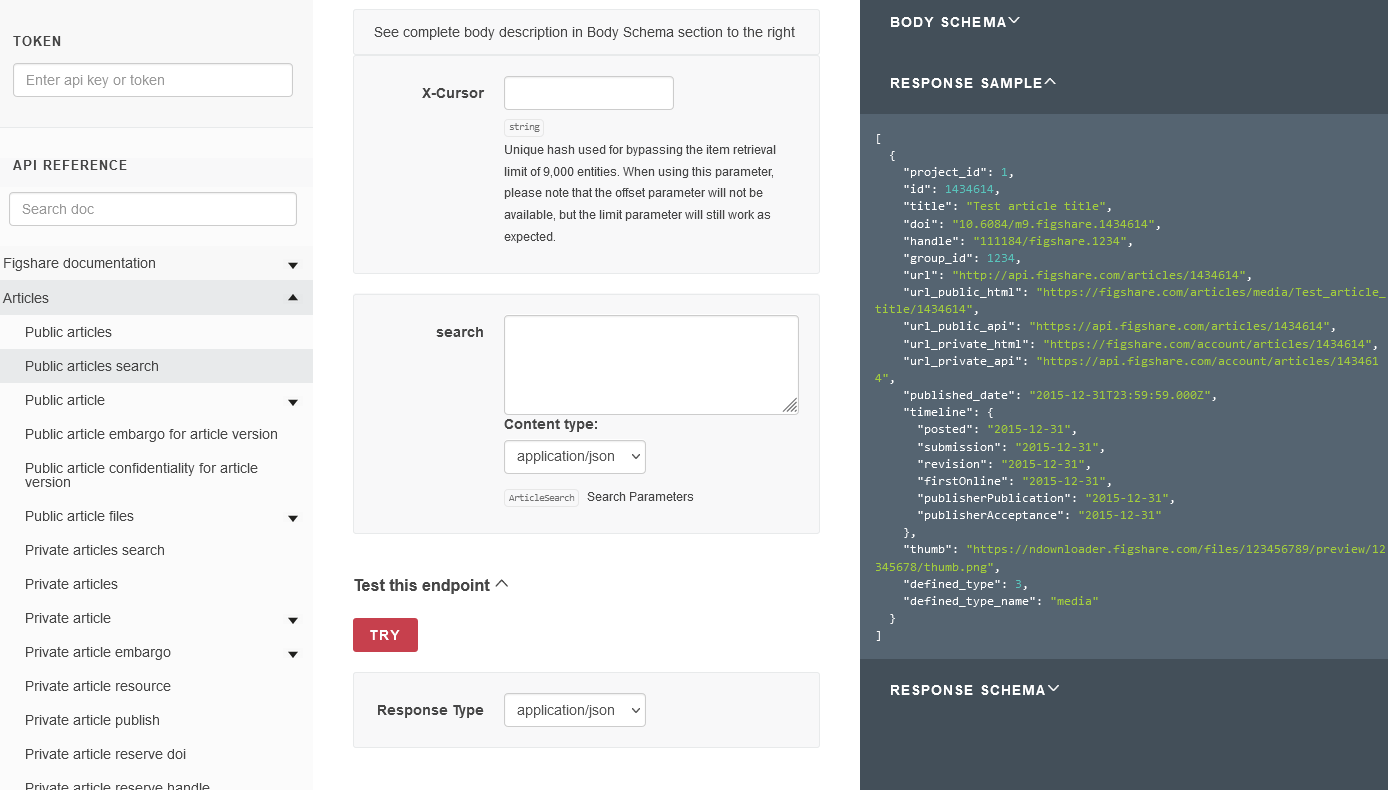 TOKEN
Enter api key or token
API REFERENCE
Search doc
Figshare documentation
Articles
Public articles
Public articles search
Public article
Public article embargo for article version
Public article confidentiality for article
version
Public article files
Private articles search
Private articles
Private article
Private article embargo
Private article resource
Private article publish
Private article reserve doi
Private article reserve handle
See complete body description in Body Schema section to the right
X-Cursor
string
Unique hash used for bypassing the item retrieval
limit of 9,000 entities. When using this parameter,
please note that the offset parameter will not be
available, but the limit parameter will still work as
expected.
search
Content type:
application/json
ArticleSearch Search Parameters
Test this endpoint
TRY
Response Type application/json
BODY SCHEMA
RESPONSE SAMPLE
[
  {
    "project_id": 1,
    "id": 1434614,
    "title": "Test article title",
    "doi": "10.6084/m9.figshare.1434614",
    "handle": "111184/figshare.1234",
    "group_id": 1234,
    "url": "http://api.figshare.com/articles/1434614",
    "url_public_html": "https://figshare.com/articles/media/Test_article_
title/1434614",
    "url_public_api": "https://api.figshare.com/articles/1434614",
    "url_private_html": "https://figshare.com/account/articles/1434614",
    "url_private_api": "https://api.figshare.com/account/articles/143461
4",
    "published_date": "2015-12-31T23:59:59.000Z",
    "timeline": {
      "posted": "2015-12-31",
      "submission": "2015-12-31",
      "revision": "2015-12-31",
      "firstOnline": "2015-12-31",
      "publisherPublication": "2015-12-31",
      "publisherAcceptance": "2015-12-31"
    },
    "thumb": "https://ndownloader.figshare.com/files/123456789/preview/12
345678/thumb.png",
    "defined_type": 3,
    "defined_type_name": "media"
  }
]
RESPONSE SCHEMA